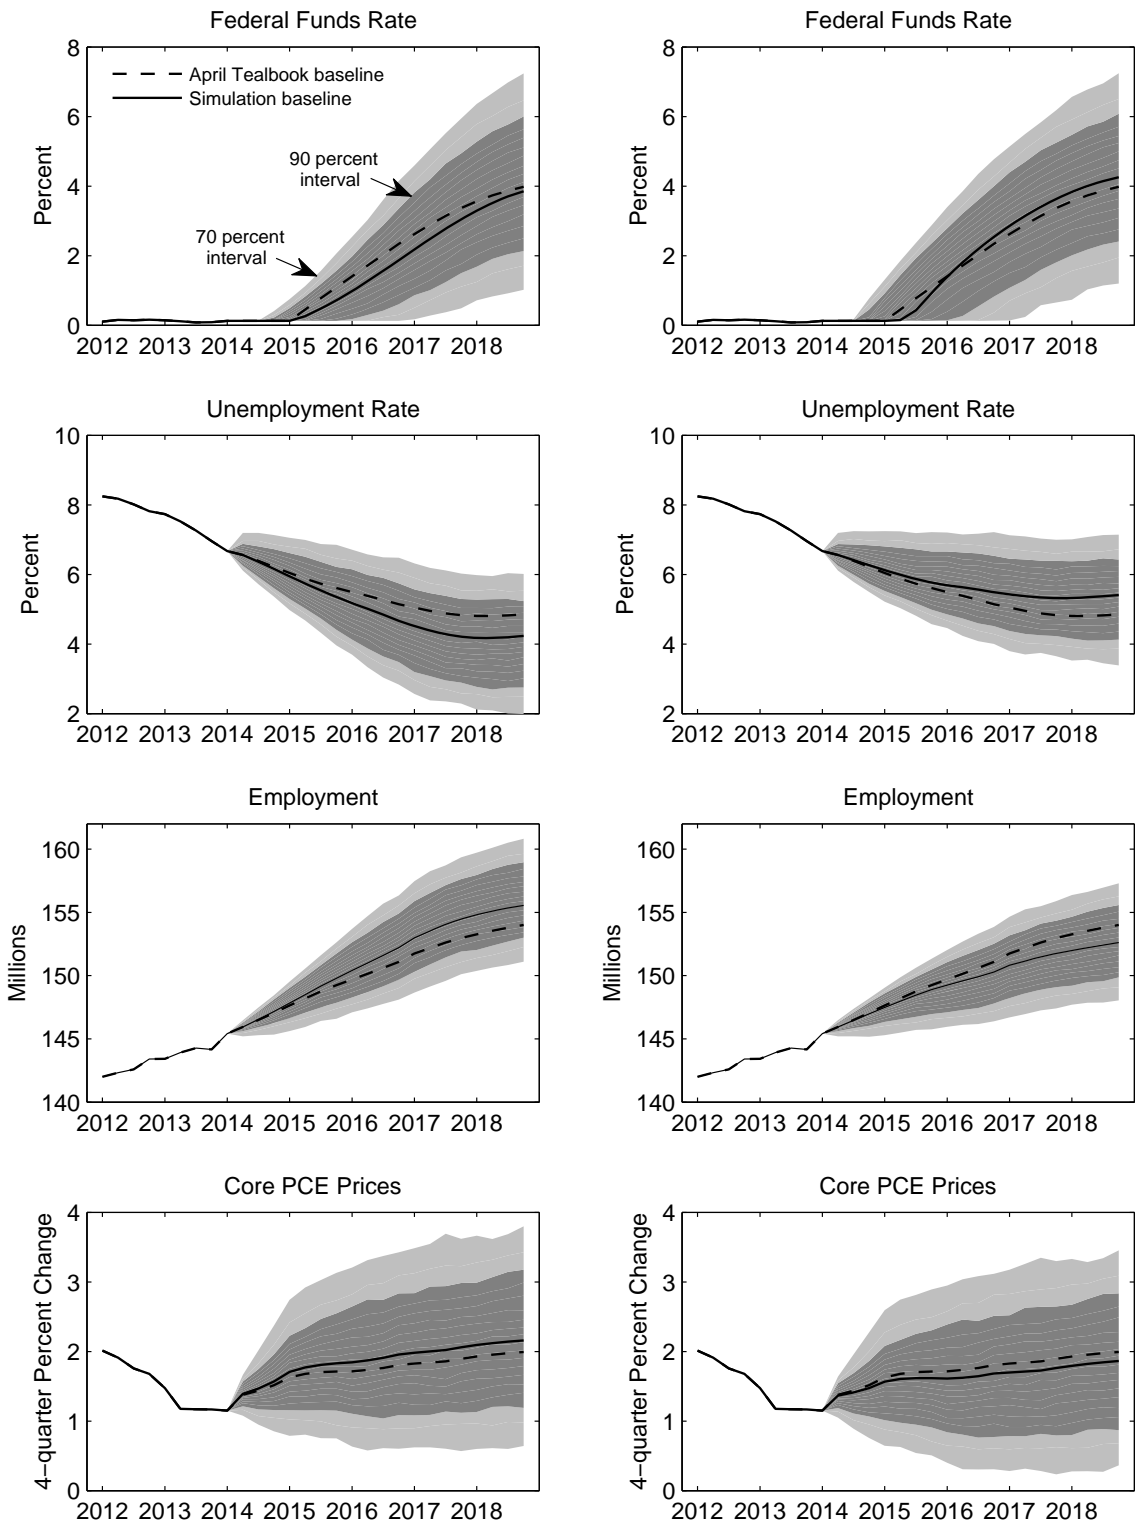 Federal Funds Rate
Percent
8
6
4
2
0
April Tealbook baseline
Simulation baseline
90 percent
interval
70 percent
interval
2012 2013 2014 2015 2016 2017 2018
Federal Funds Rate
Percent
8
6
4
2
0
2012 2013 2014 2015 2016 2017 2018
Unemployment Rate
Percent
10
8
6
4
2
2012 2013 2014 2015 2016 2017 2018
Unemployment Rate
Percent
10
8
6
4
2
2012 2013 2014 2015 2016 2017 2018
Employment
Millions
160
155
150
145
140
2012 2013 2014 2015 2016 2017 2018
Employment
Millions
160
155
150
145
140
2012 2013 2014 2015 2016 2017 2018
Core PCE Prices
4−quarter Percent Change
4
3
2
1
0
2012 2013 2014 2015 2016 2017 2018
Core PCE Prices
4−quarter Percent Change
4
3
2
1
0
2012 2013 2014 2015 2016 2017 2018